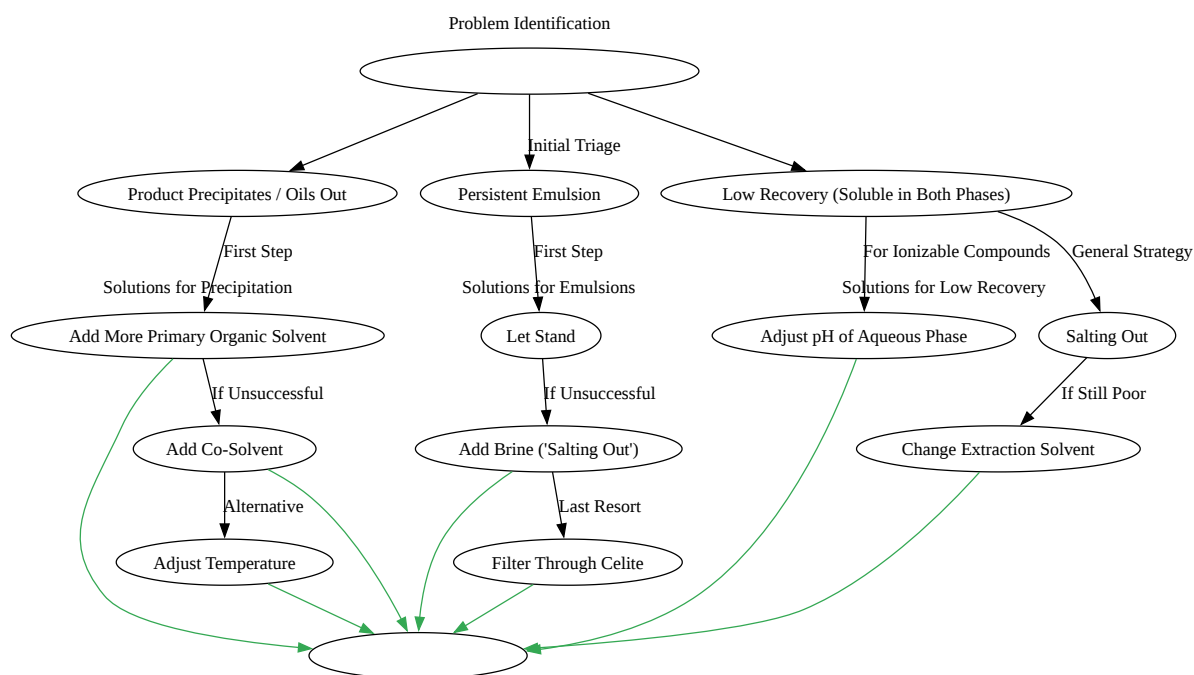 Problem Identification
Initial Triage
Product Precipitates / Oils Out
Persistent Emulsion
Low Recovery (Soluble in Both Phases)
First Step
First Step
For Ionizable Compounds
General Strategy
Solutions for Precipitation
Solutions for Emulsions
Solutions for Low Recovery
Add More Primary Organic Solvent
Let Stand
Adjust pH of Aqueous Phase
Salting Out
If Unsuccessful
If Unsuccessful
If Still Poor
Add Co-Solvent
Add Brine ('Salting Out')
Change Extraction Solvent
Alternative
Last Resort
Adjust Temperature
Filter Through Celite